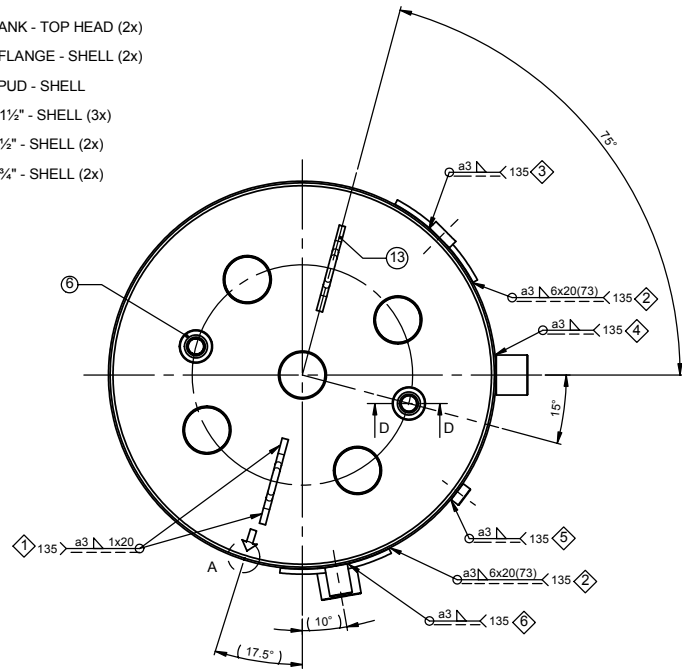 ANK - TOP HEAD (2x)
FLANGE - SHELL (2x)
PUD - SHELL
1½" - SHELL (3x)
½" - SHELL (2x)
¾" - SHELL (2x)
75°
a3 135 3
13
6
a3 6x20(73) 135 2
a3 135 4
15°
D D
1 135 a3 1x20
a3 135 5
A
a3 6x20(73) 135 2
a3 135 6
( 10° )
( 17.5° )